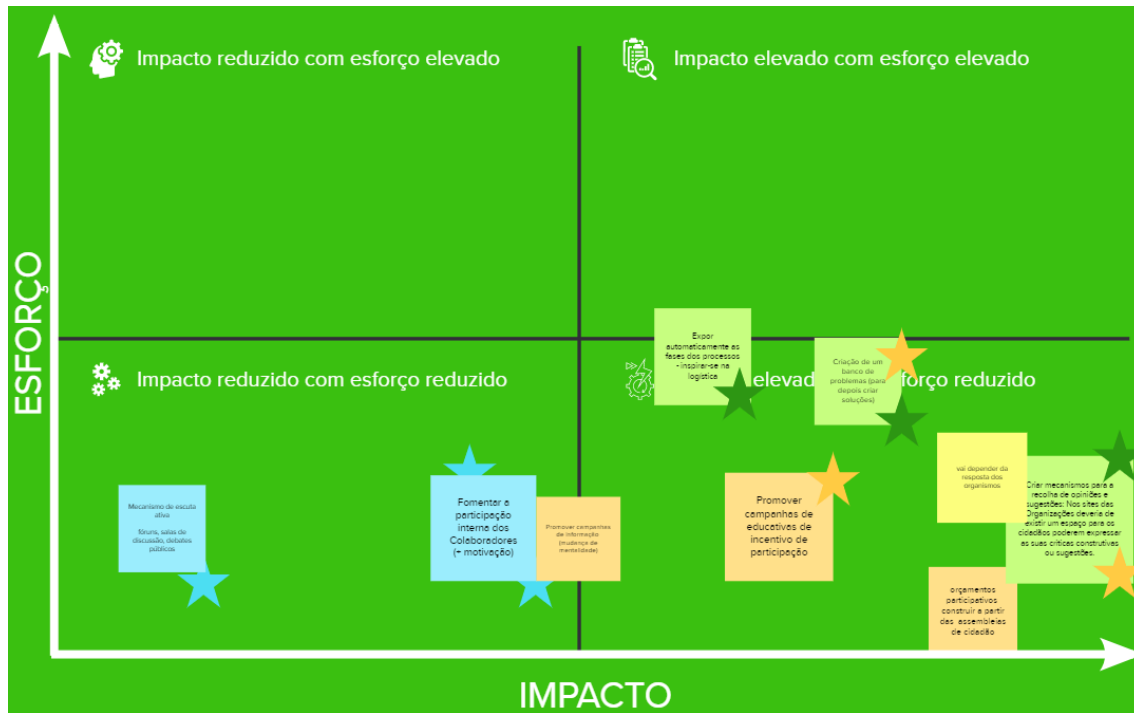 Impacto reduzido com esforço elevado
Impacto elevado com esforço elevado
ESFORÇO
Expor
automaticamente as
fases dos processos
- inspirar-se na
logística
Criação de um
banco de
problemas (para
depois criar
soluções)
Impacto reduzido com esforço reduzido
elevado
esforço reduzido
Mecanismo de escuta
ativa
fóruns, salas de
discussão, debates
públicos
Fomentar a
participação
interna dos
Colaboradores
(+ motivação)
Promover campanhas
de informação
(mudança de
mentalidade)
Promover
campanhas de
educativas de
incentivo de
participação
vai depender da
resposta dos
organismos
Criar mecanismos para a
recolha de opiniões e
sugestões: Nos sites das
Organizações deveria de
existir um espaço para os
cidadãos poderem expressar
as suas críticas construtivas
ou sugestões.
orçamentos
participativos
construir a partir
das assembleias
de cidadão
IMPACTO